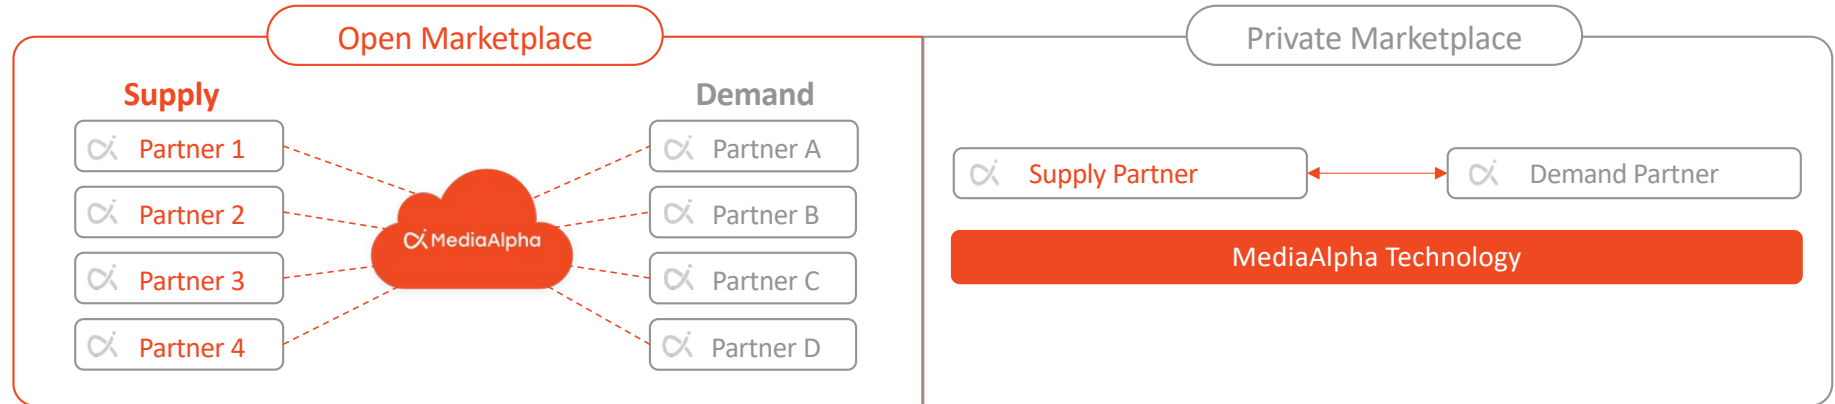 Open Marketplace
Supply
Demand
Partner 1
Partner 2
Partner 3
Partner 4
MediaAlpha
Partner A
Partner B
Partner C
Partner D
Private Marketplace
Supply Partner
Demand Partner
MediaAlpha Technology